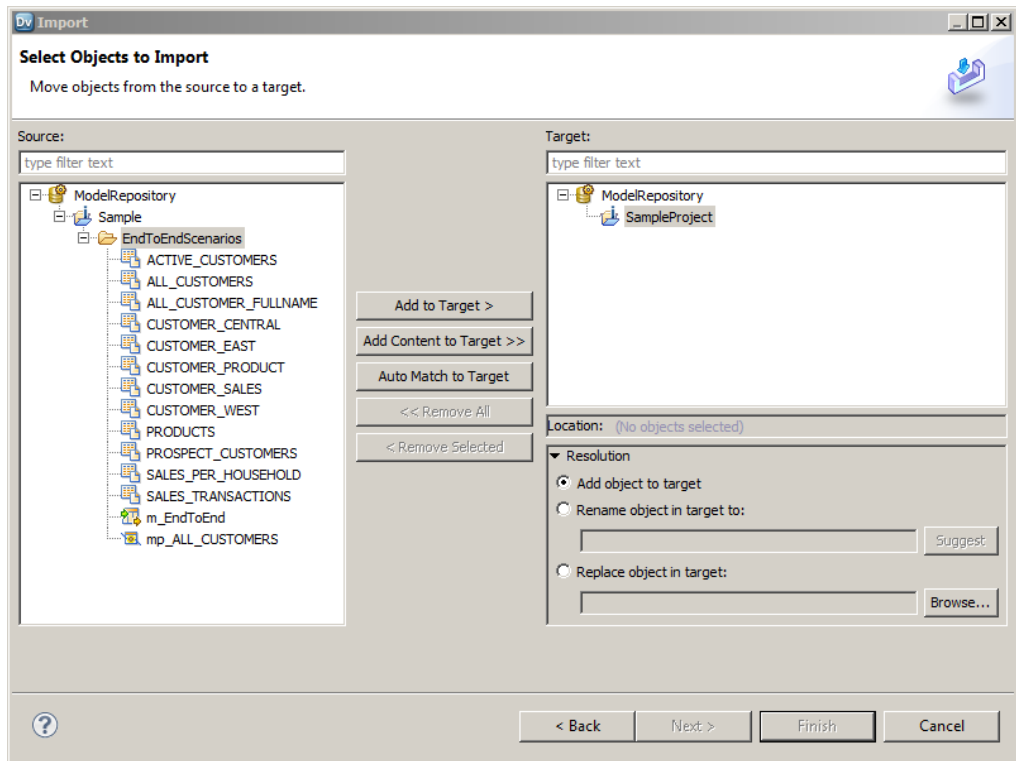 Dv Import
Select Objects to Import
Move objects from the source to a target.
Source:
type filter text
ModelRepository
Sample
EndToEndScenarios
ACTIVE_CUSTOMERS
ALL_CUSTOMERS
ALL_CUSTOMER_FULLNAME
CUSTOMER_CENTRAL
CUSTOMER_EAST
CUSTOMER_PRODUCT
CUSTOMER_SALES
CUSTOMER_WEST
PRODUCTS
PROSPECT_CUSTOMERS
SALES_PER_HOUSEHOLD
SALES_TRANSACTIONS
m_EndToEnd
mp_ALL_CUSTOMERS
Add to Target >
Add Content to Target >>
Auto Match to Target
<< Remove All
< Remove Selected
Target:
type filter text
ModelRepository
SampleProject
Location: (No objects selected)
Resolution
Add object to target
Rename object in target to:
Suggest
Replace object in target:
Browse...
?
< Back
Next >
Finish
Cancel